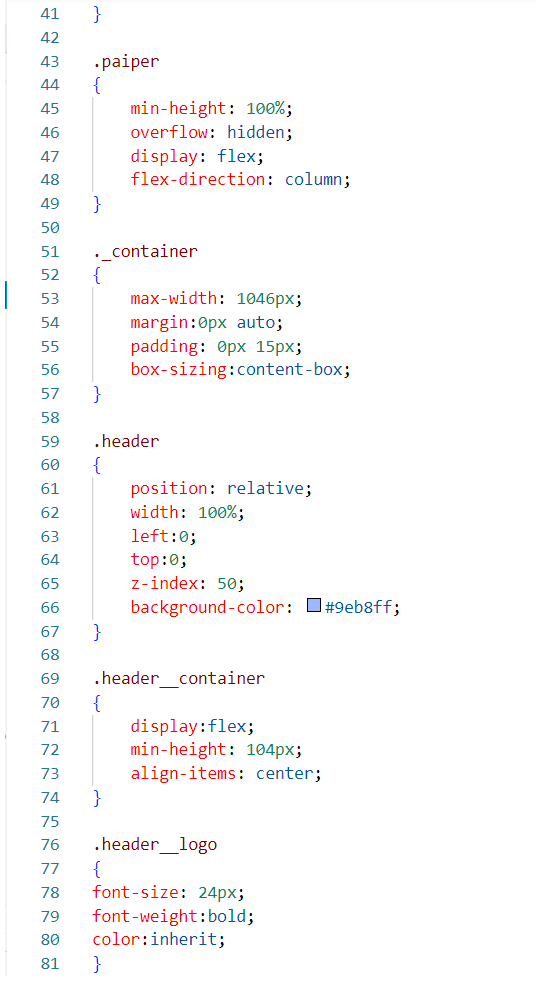 41 }
42
43 .paiper
44 {
45 min-height: 100%;
46 overflow: hidden;
47 display: flex;
48 flex-direction: column;
49 }
50
51 ._container
52 {
53 max-width: 1046px;
54 margin:0px auto;
55 padding: 0px 15px;
56 box-sizing:content-box;
57 }
58
59 .header
60 {
61 position: relative;
62 width: 100%;
63 left:0;
64 top:0;
65 z-index: 50;
66 background-color: #9eb8ff;
67 }
68
69 .header__container
70 {
71 display:flex;
72 min-height: 104px;
73 align-items: center;
74 }
75
76 .header__logo
77 {
78 font-size: 24px;
79 font-weight:bold;
80 color:inherit;
81 }